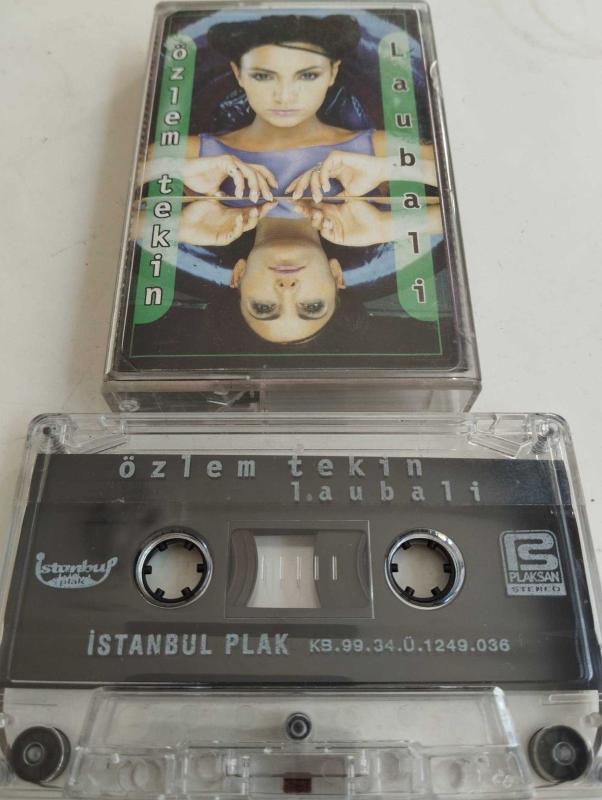 özlem tekin
Laubali
özlem tekin
laubali
istanbul
plak
PLAKSAN
STEREO
İSTANBUL PLAK KB.99.34.Ü.1249.036